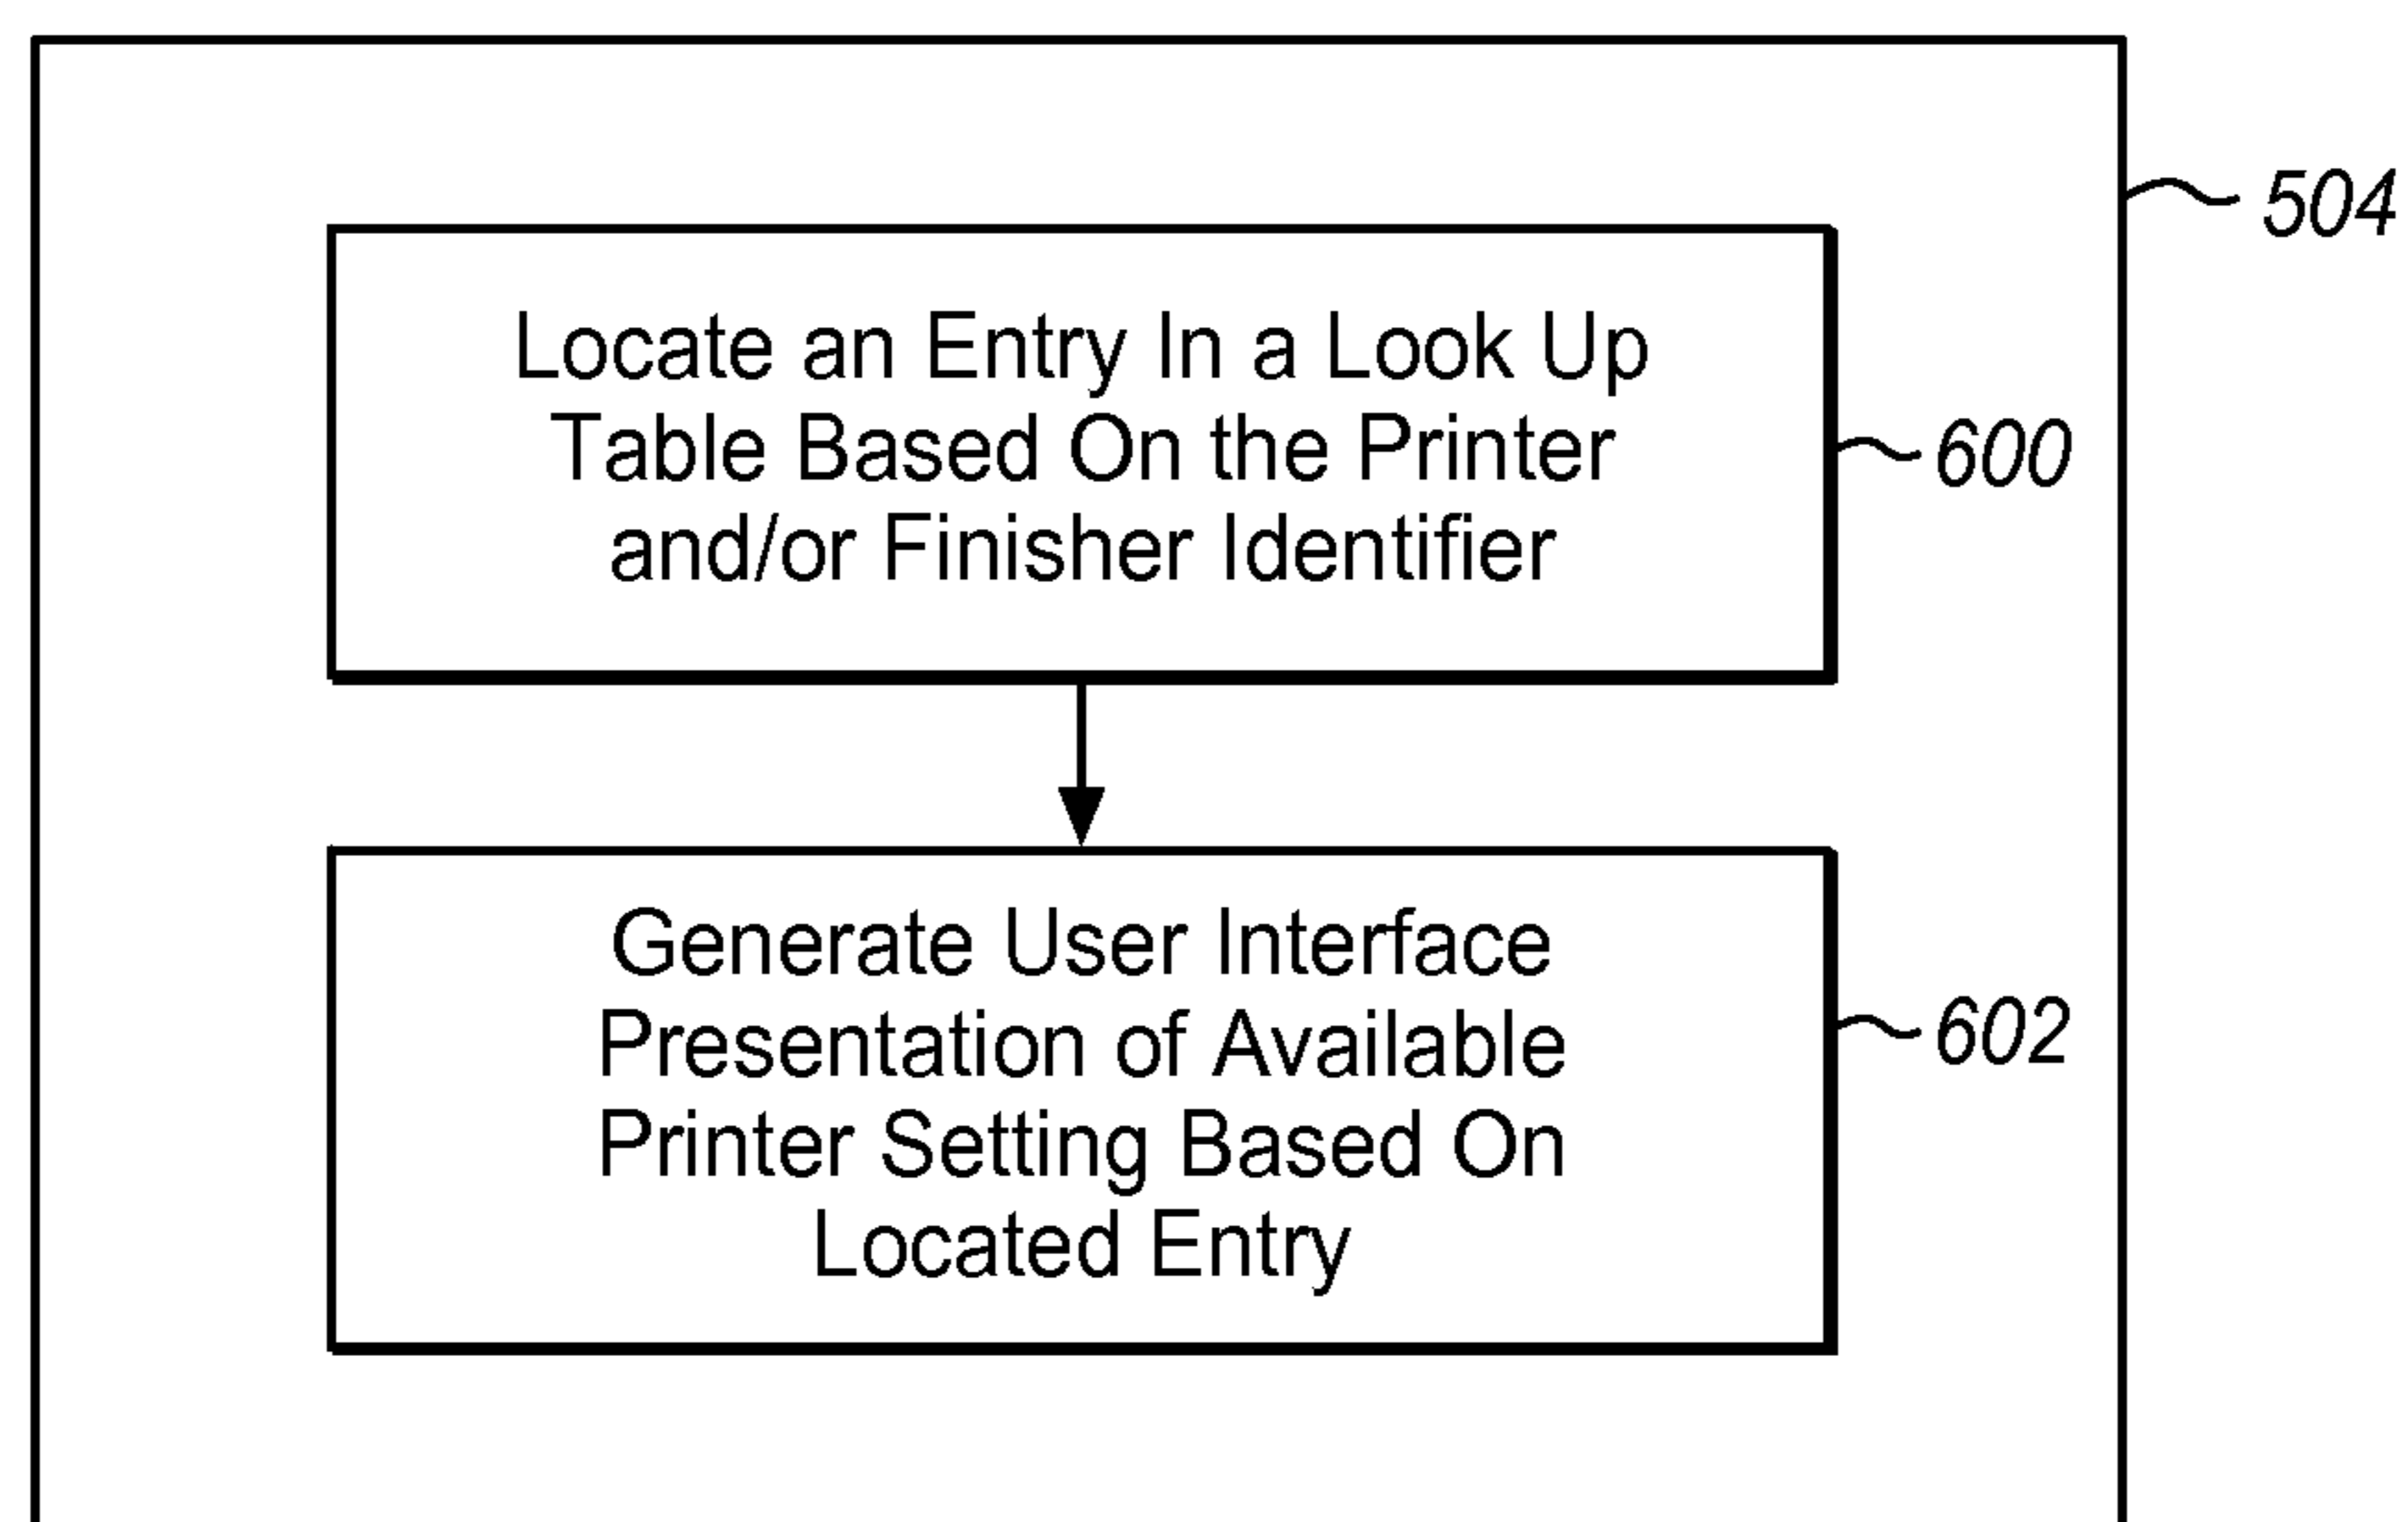 504
Locate an Entry In a Look Up
Table Based On the Printer
and/or Finisher Identifier
600
Generate User Interface
Presentation of Available
Printer Setting Based On
Located Entry
602